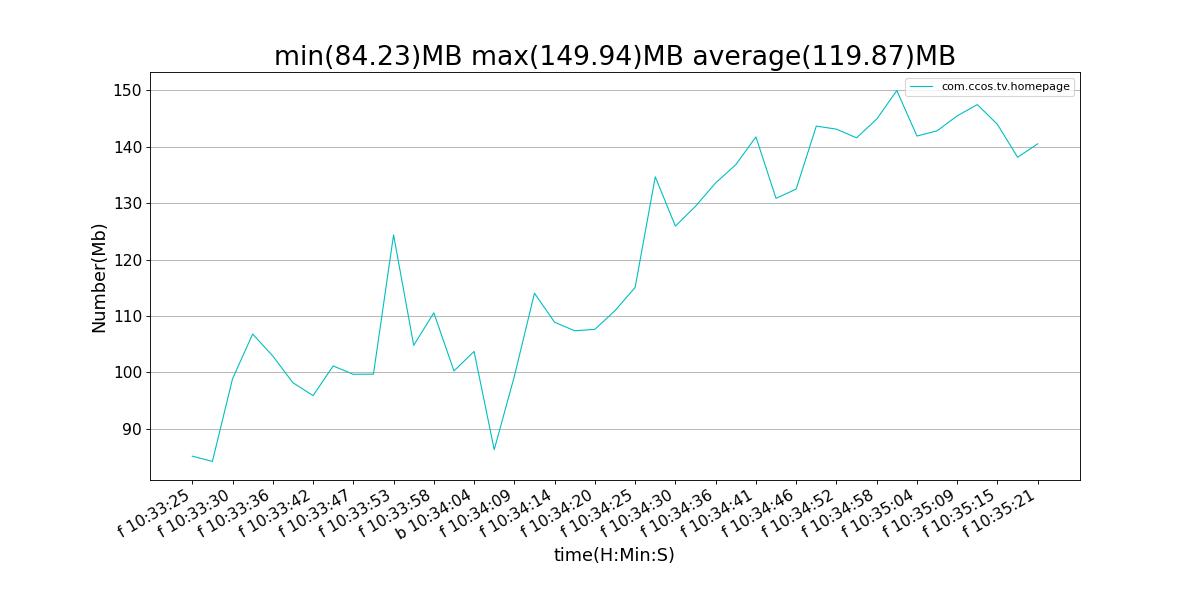 min(84.23)MB max(149.94)MB average(119.87)MB
com.ccos.tv.homepage
150
140
130
120
110
100
90
Number(Mb)
f 10:33:25
f 10:33:30
f 10:33:36
f 10:33:42
f 10:33:47
f 10:33:53
f 10:33:58
b 10:34:04
f 10:34:09
f 10:34:14
f 10:34:20
f 10:34:25
f 10:34:30
f 10:34:36
f 10:34:41
f 10:34:46
f 10:34:52
f 10:34:58
f 10:35:04
f 10:35:09
f 10:35:15
f 10:35:21
time(H:Min:S)